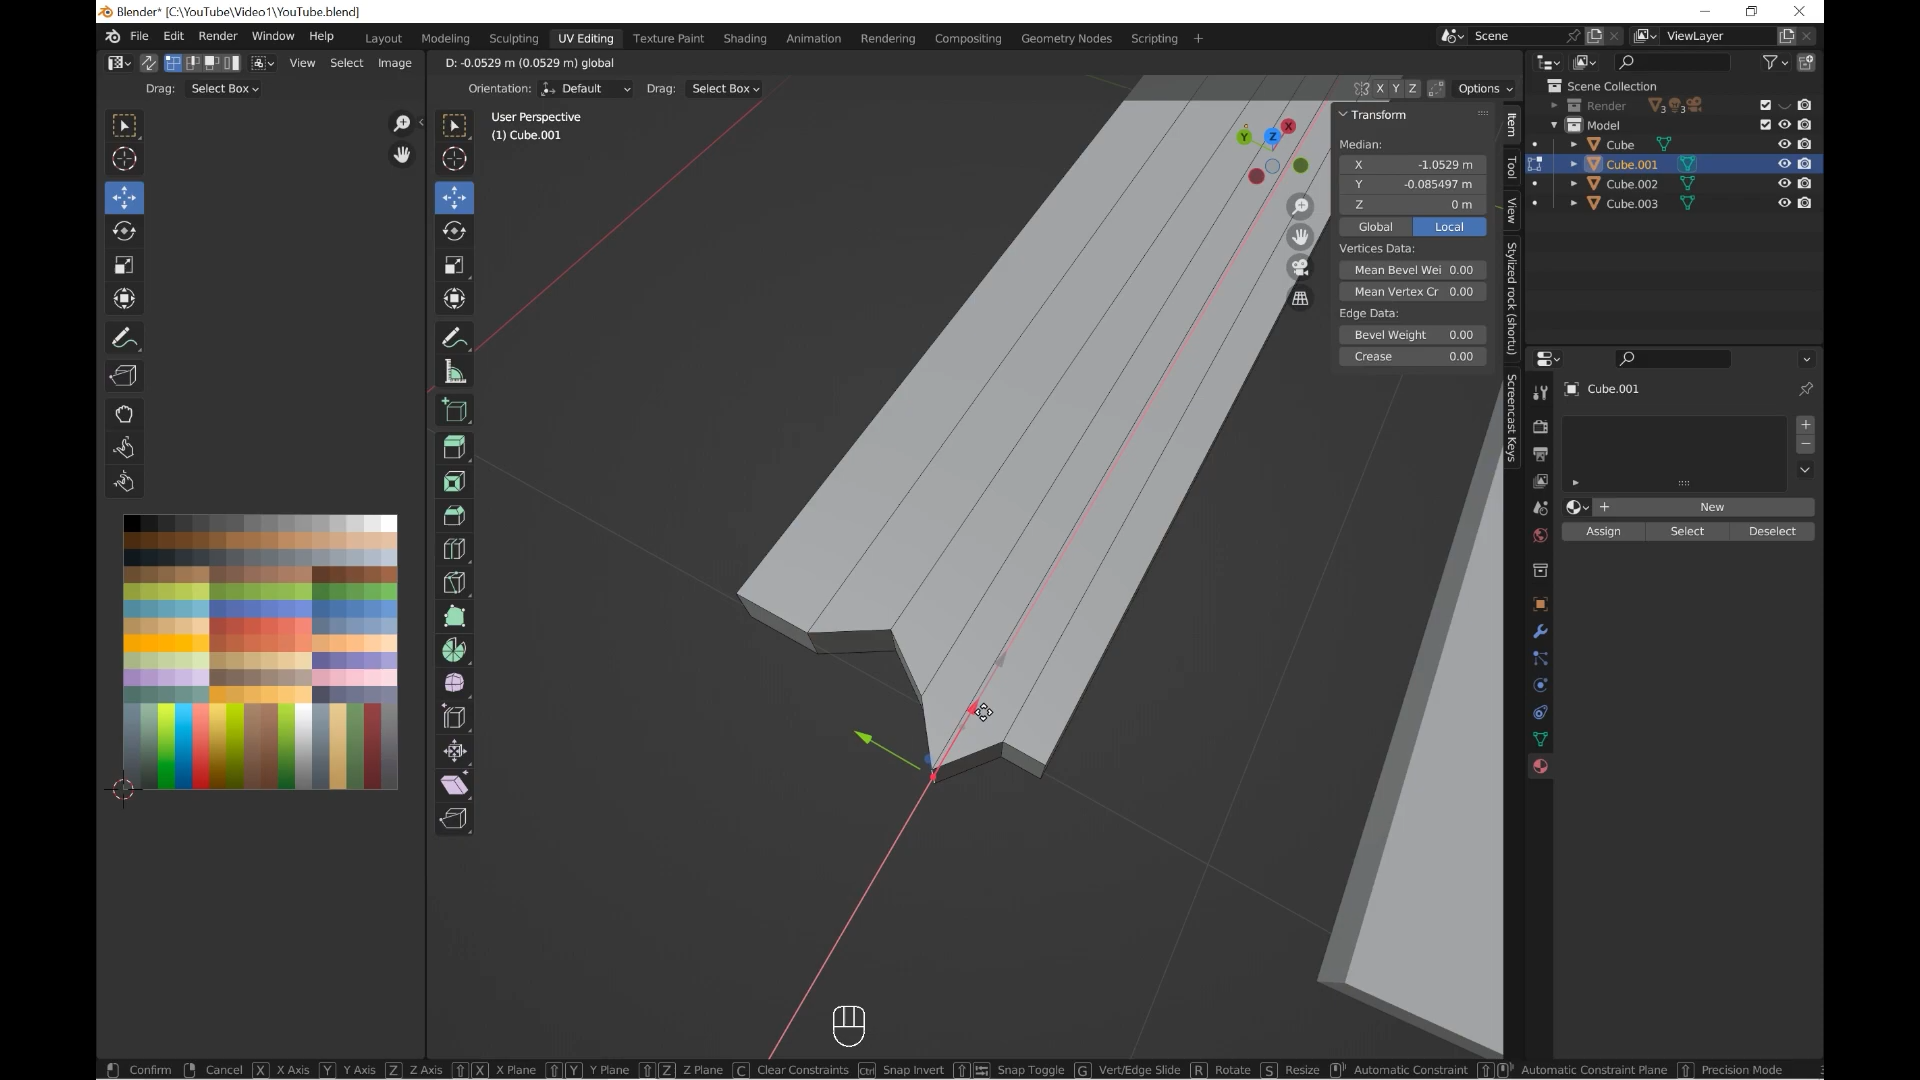 Blender* [C:\YouTube\Video1\YouTube.blend]
File Edit Render Window Help Layout Modeling Sculpting UV Editing Texture Paint Shading Animation Rendering Compositing Geometry Nodes Scripting + Scene ViewLayer
View Select Image D: -0.0529 m (0.0529 m) global
Drag: Select Box Orientation: Default Drag: Select Box X Y Z Options
User Perspective
(1) Cube.001
Transform
Median:
X -1.0529 m
Y -0.085497 m
Z 0 m
Global Local
Vertices Data:
Mean Bevel Wei 0.00
Mean Vertex Cr 0.00
Edge Data:
Bevel Weight 0.00
Crease 0.00
Item
Tool
View
Stylized rock (shortu)
Screencast Keys
Y Z X
Scene Collection
Render 3 3
Model
Cube
Cube.001
Cube.002
Cube.003
Cube.001
New
Assign Select Deselect
Confirm Cancel X X Axis Y Y Axis Z Z Axis X X Plane Y Y Plane Z Z Plane C Clear Constraints Ctrl Snap Invert Snap Toggle G Vert/Edge Slide R Rotate S Resize Automatic Constraint Automatic Constraint Plane Precision Mode